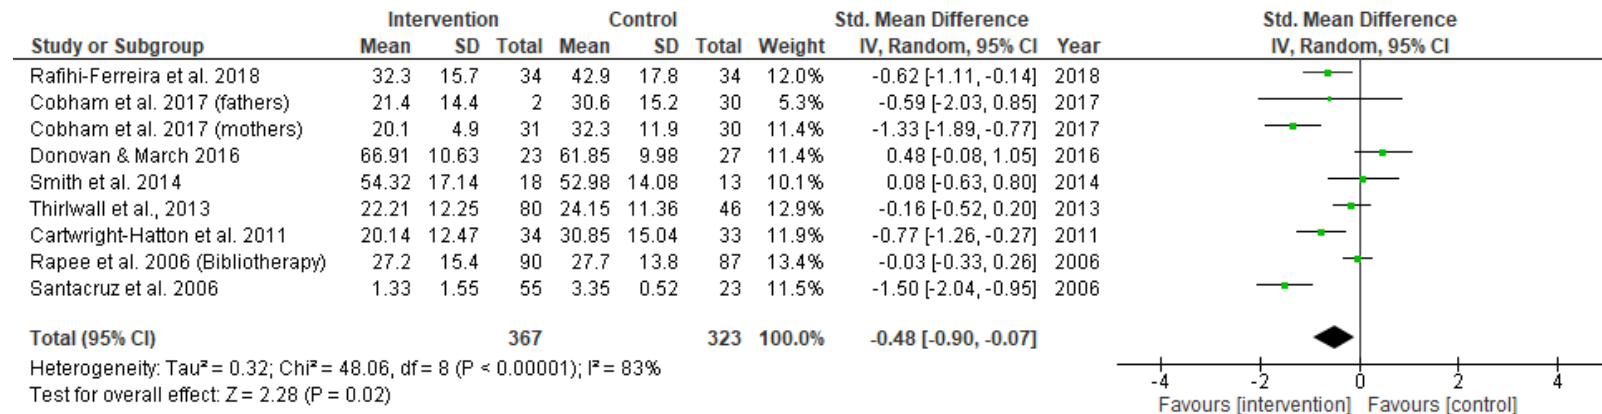 Intervention Control Std. Mean Difference Std. Mean Difference
Study or Subgroup Mean SD Total Mean SD Total Weight IV, Random, 95% CI Year IV, Random, 95% CI
Rafihi-Ferreira et al. 2018 32.3 15.7 34 42.9 17.8 34 12.0% -0.62 [-1.11, -0.14] 2018
Cobham et al. 2017 (fathers) 21.4 14.4 2 30.6 15.2 30 5.3% -0.59 [-2.03, 0.85] 2017
Cobham et al. 2017 (mothers) 20.1 4.9 31 32.3 11.9 30 11.4% -1.33 [-1.89, -0.77] 2017
Donovan & March 2016 66.91 10.63 23 61.85 9.98 27 11.4% 0.48 [-0.08, 1.05] 2016
Smith et al. 2014 54.32 17.14 18 52.98 14.08 13 10.1% 0.08 [-0.63, 0.80] 2014
Thirlwall et al., 2013 22.21 12.25 80 24.15 11.36 46 12.9% -0.16 [-0.52, 0.20] 2013
Cartwright-Hatton et al. 2011 20.14 12.47 34 30.85 15.04 33 11.9% -0.77 [-1.26, -0.27] 2011
Rapee et al. 2006 (Bibliotherapy) 27.2 15.4 90 27.7 13.8 87 13.4% -0.03 [-0.33, 0.26] 2006
Santacruz et al. 2006 1.33 1.55 55 3.35 0.52 23 11.5% -1.50 [-2.04, -0.95] 2006
Total (95% CI) 367 323 100.0% -0.48 [-0.90, -0.07]
Heterogeneity: Tau² = 0.32; Chi² = 48.06, df = 8 (P < 0.00001); I² = 83%
Test for overall effect: Z = 2.28 (P = 0.02)
-4 -2 0 2 4
Favours [intervention] Favours [control]